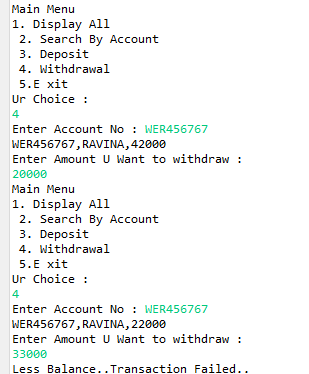 Main Menu
1. Display All
 2. Search By Account
 3. Deposit
 4. Withdrawal
 5.E xit
Ur Choice :
4
Enter Account No : WER456767
WER456767,RAVINA,42000
Enter Amount U Want to withdraw :
20000
Main Menu
1. Display All
 2. Search By Account
 3. Deposit
 4. Withdrawal
 5.E xit
Ur Choice :
4
Enter Account No : WER456767
WER456767,RAVINA,22000
Enter Amount U Want to withdraw :
33000
Less Balance..Transaction Failed..